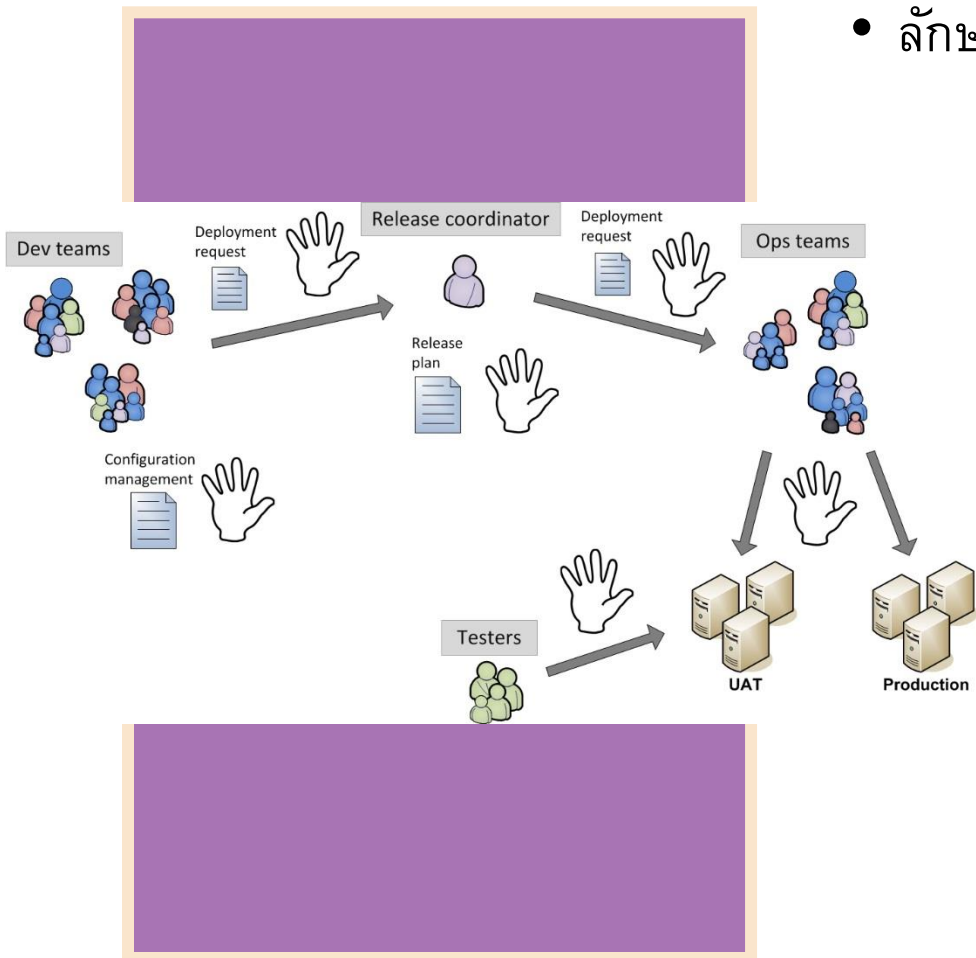 • ลักษ
Dev teams
Deployment
request
Release coordinator
Deployment
request
Ops teams
Release
plan
Configuration
management
Testers
UAT
Production